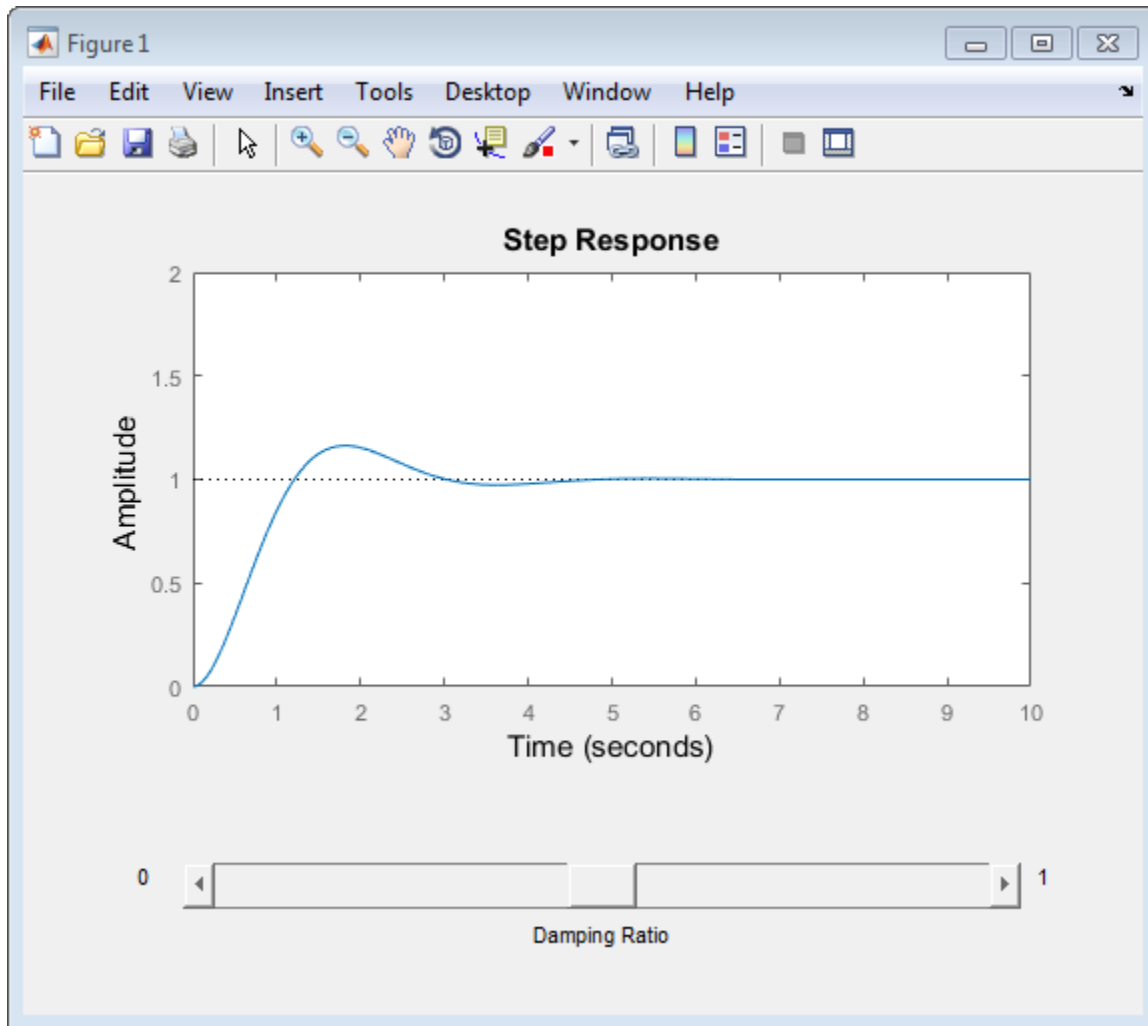 Figure 1
File Edit View Insert Tools Desktop Window Help
Step Response
2
1.5
1
0.5
0
Amplitude
0 1 2 3 4 5 6 7 8 9 10
Time (seconds)
0 1
Damping Ratio